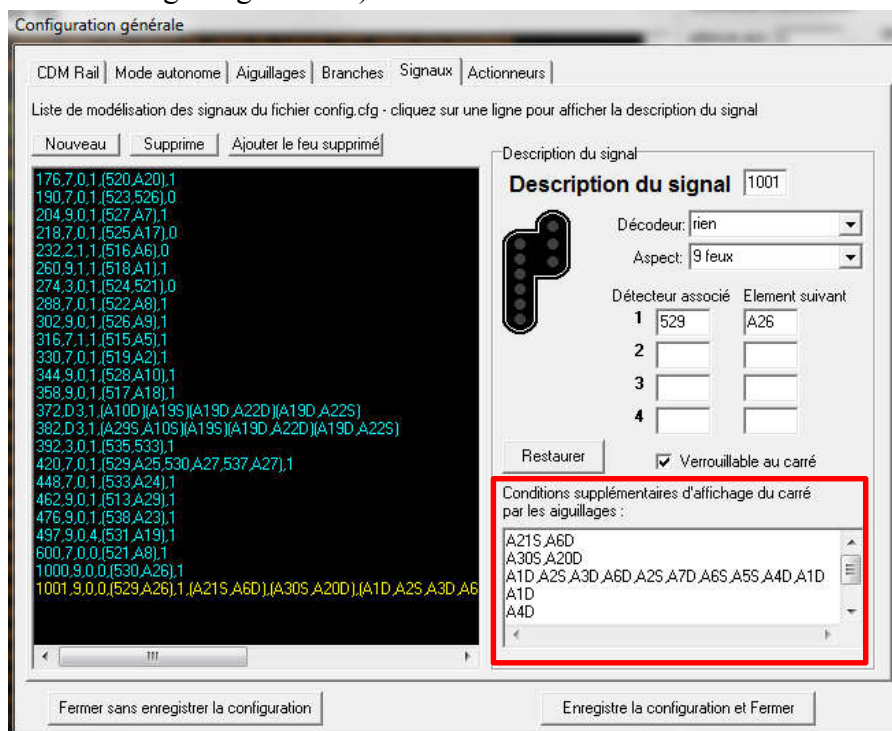 Configuration générale
CDM Rail Mode autonome Aiguillages Branches Signaux Actionneurs
Liste de modélisation des signaux du fichier config.cfg - cliquez sur une ligne pour afficher la description du signal
Nouveau Supprime Ajouter le feu supprimé
176,7,0,1,(520,A20),1
190,7,0,1,(523,526),0
204,9,0,1,(527,A7),1
218,7,0,1,(525,A17),0
232,2,1,1,(516,A6),0
260,9,1,1,(518,A1),1
274,3,0,1,(524,521),0
288,7,0,1,(522,A8),1
302,9,0,1,(526,A9),1
316,7,1,1,(515,A5),1
330,7,0,1,(519,A2),1
344,9,0,1,(528,A10),1
358,9,0,1,(517,A18),1
372,D3,1,(A10D)(A19S)(A19D,A22D)(A19D,A22S)
382,D3,1,(A29S,A10S)(A19S)(A19D,A22D)(A19D,A22S)
392,3,0,1,(535,533),1
420,7,0,1,(529,A25,530,A27,537,A27),1
448,7,0,1,(533,A24),1
462,9,0,1,(513,A29),1
476,9,0,1,(538,A23),1
497,9,0,4,(531,A19),1
600,7,0,0,(521,A8),1
1000,9,0,0,(530,A26),1
1001,9,0,0,(529,A26),1,(A21S,A6D),(A30S,A20D),(A1D,A2S,A3D,A6
Description du signal
Description du signal 1001
Décodeur: rien
Aspect: 9 feux
Détecteur associé Element suivant
1 529 A26
2
3
4
Restaurer Verrouillable au carré
Conditions supplémentaires d'affichage du carré
par les aiguillages :
A21S,A6D
A30S,A20D
A1D,A2S,A3D,A6D,A2S,A7D,A6S,A5S,A4D,A1D
A1D
A4D
Fermer sans enregistrer la configuration Enregistre la configuration et Fermer